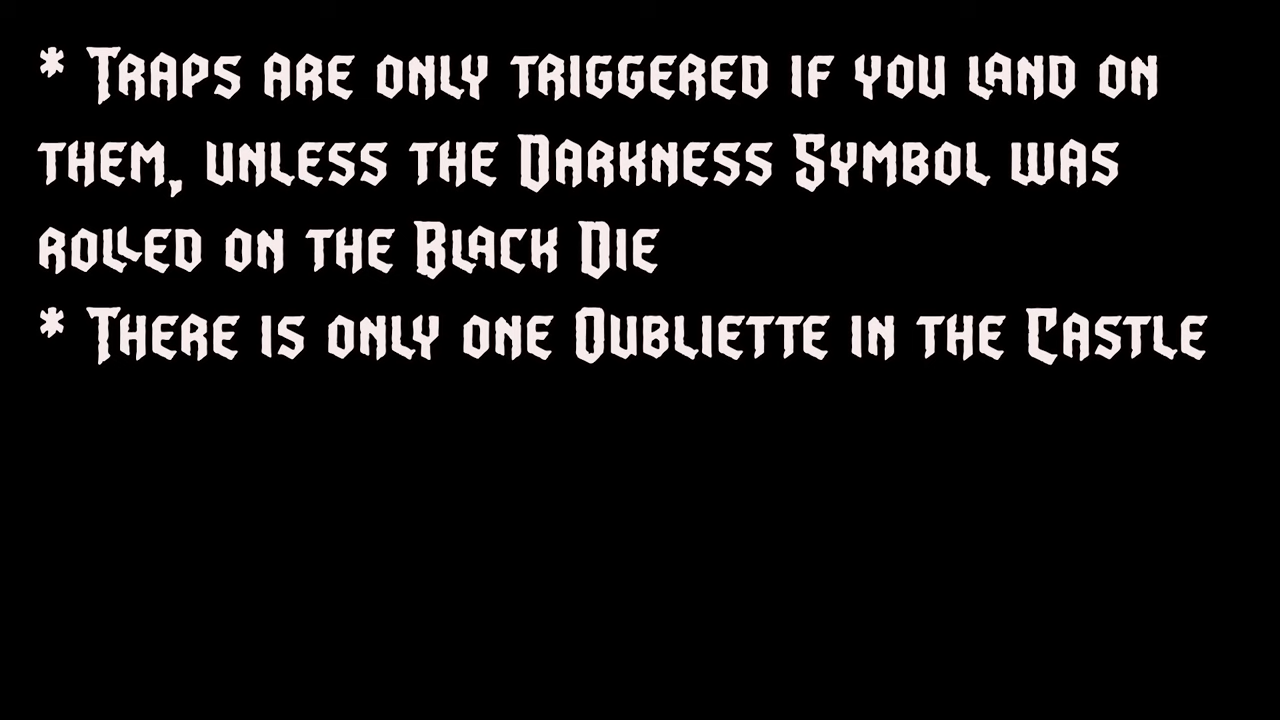 * Traps are only triggered if you land on
them, unless the Darkness Symbol was
rolled on the Black Die
* There is only one Oubliette in the Castle